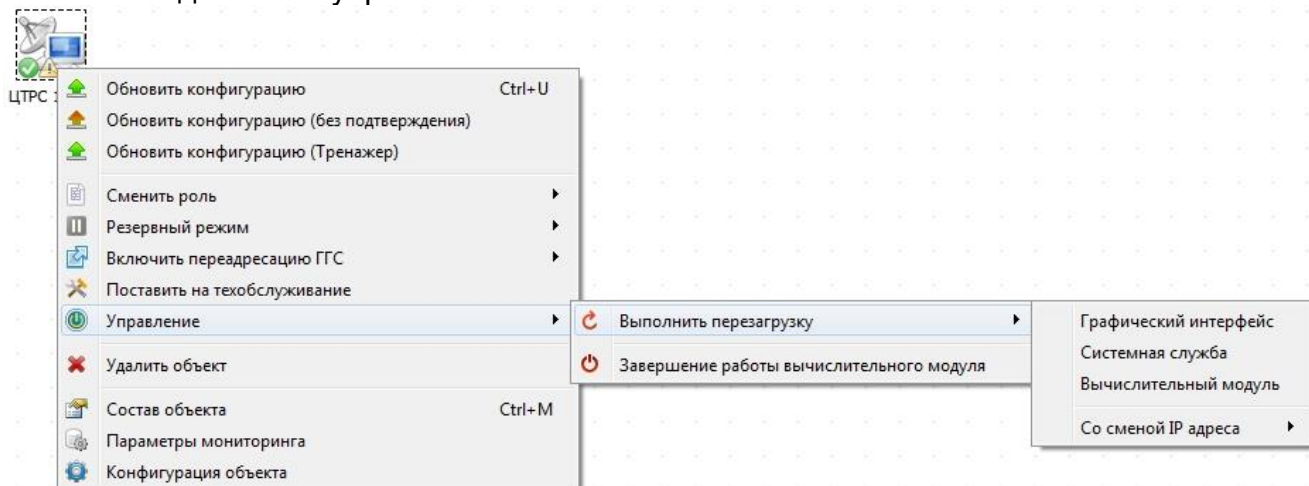 ЦТРС
Обновить конфигурацию Ctrl+U
Обновить конфигурацию (без подтверждения)
Обновить конфигурацию (Тренажер)
Сменить роль
Резервный режим
Включить переадресацию ГГС
Поставить на техобслуживание
Управление
Удалить объект
Состав объекта Ctrl+M
Параметры мониторинга
Конфигурация объекта
Выполнить перезагрузку
Завершение работы вычислительного модуля
Графический интерфейс
Системная служба
Вычислительный модуль
Со сменой IP адреса